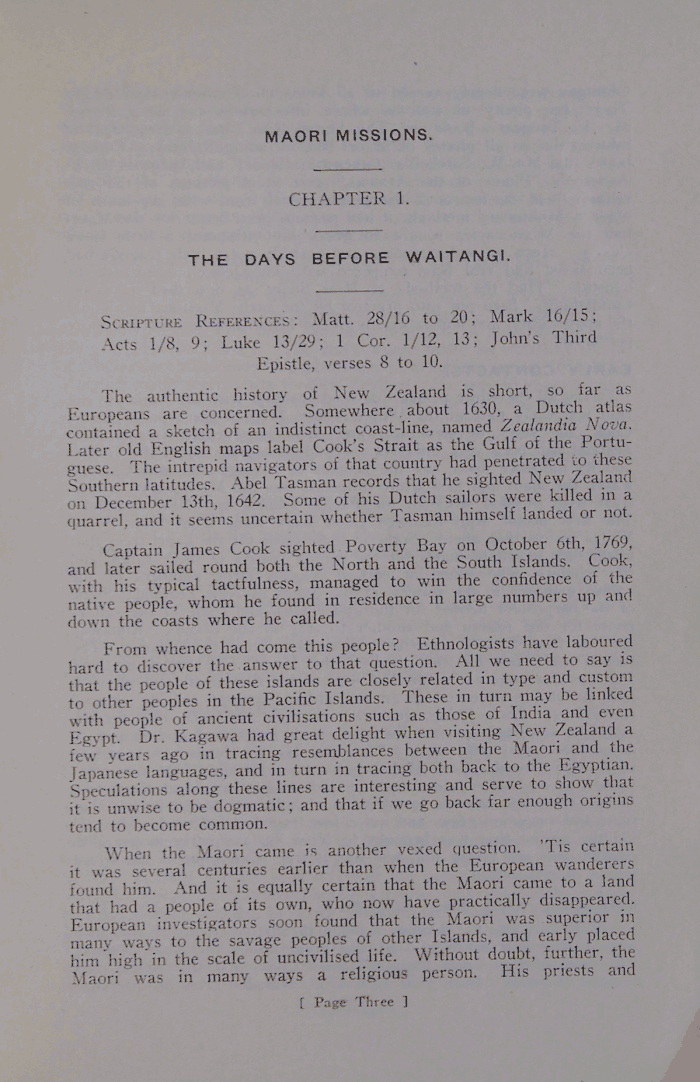 MAORI MISSIONS.
CHAPTER 1.
THE DAYS BEFORE WAITANGI.
SCRIPTURE REFERENCES: Matt. 28/16 to 20; Mark 16/15;
Acts 1/8, 9; Luke 13/29; 1 Cor. 1/12, 13; John's Third
Epistle, verses 8 to 10.
The authentic history of New Zealand is short, so far as
Europeans are concerned. Somewhere about 1630, a Dutch atlas
contained a sketch of an indistinct coast-line, named Zealandia Nova.
Later old English maps label Cook's Strait as the Gulf of the Portu-
guese. The intrepid navigators of that country had penetrated to these
Southern latitudes. Abel Tasman records that he sighted New Zealand
on December 13th, 1642. Some of his Dutch sailors were killed in a
quarrel, and it seems uncertain whether Tasman himself landed or not.
Captain James Cook sighted Poverty Bay on October 6th, 1769,
and later sailed round both the North and the South Islands. Cook,
with his typical tactfulness, managed to win the confidence of the
native people, whom he found in residence in large numbers up and
down the coasts where he called.
From whence had come this people? Ethnologists have laboured
hard to discover the answer to that question. All we need to say is
that the people of these islands are closely related in type and custom
to other peoples in the Pacific Islands. These in turn may be linked
with people of ancient civilisations such as those of India and even
Egypt. Dr. Kagawa had great delight when visiting New Zealand a
few years ago in tracing resemblances between the Maori and the
Japanese languages, and in turn in tracing both back to the Egyptian.
Speculations along these lines are interesting and serve to show that
it is unwise to be dogmatic; and that if we go back far enough origins
tend to become common.
When the Maori came is another vexed question. 'Tis certain
it was several centuries earlier than when the European wanderers
found him. And it is equally certain that the Maori came to a land
that had a people of its own, who now have practically disappeared.
European investigators soon found that the Maori was superior in
many ways to the savage peoples of other Islands, and early placed
him high in the scale of uncivilised life. Without doubt, further, the
Maori was in many ways a religious person. His priests and
[ Page Three ]